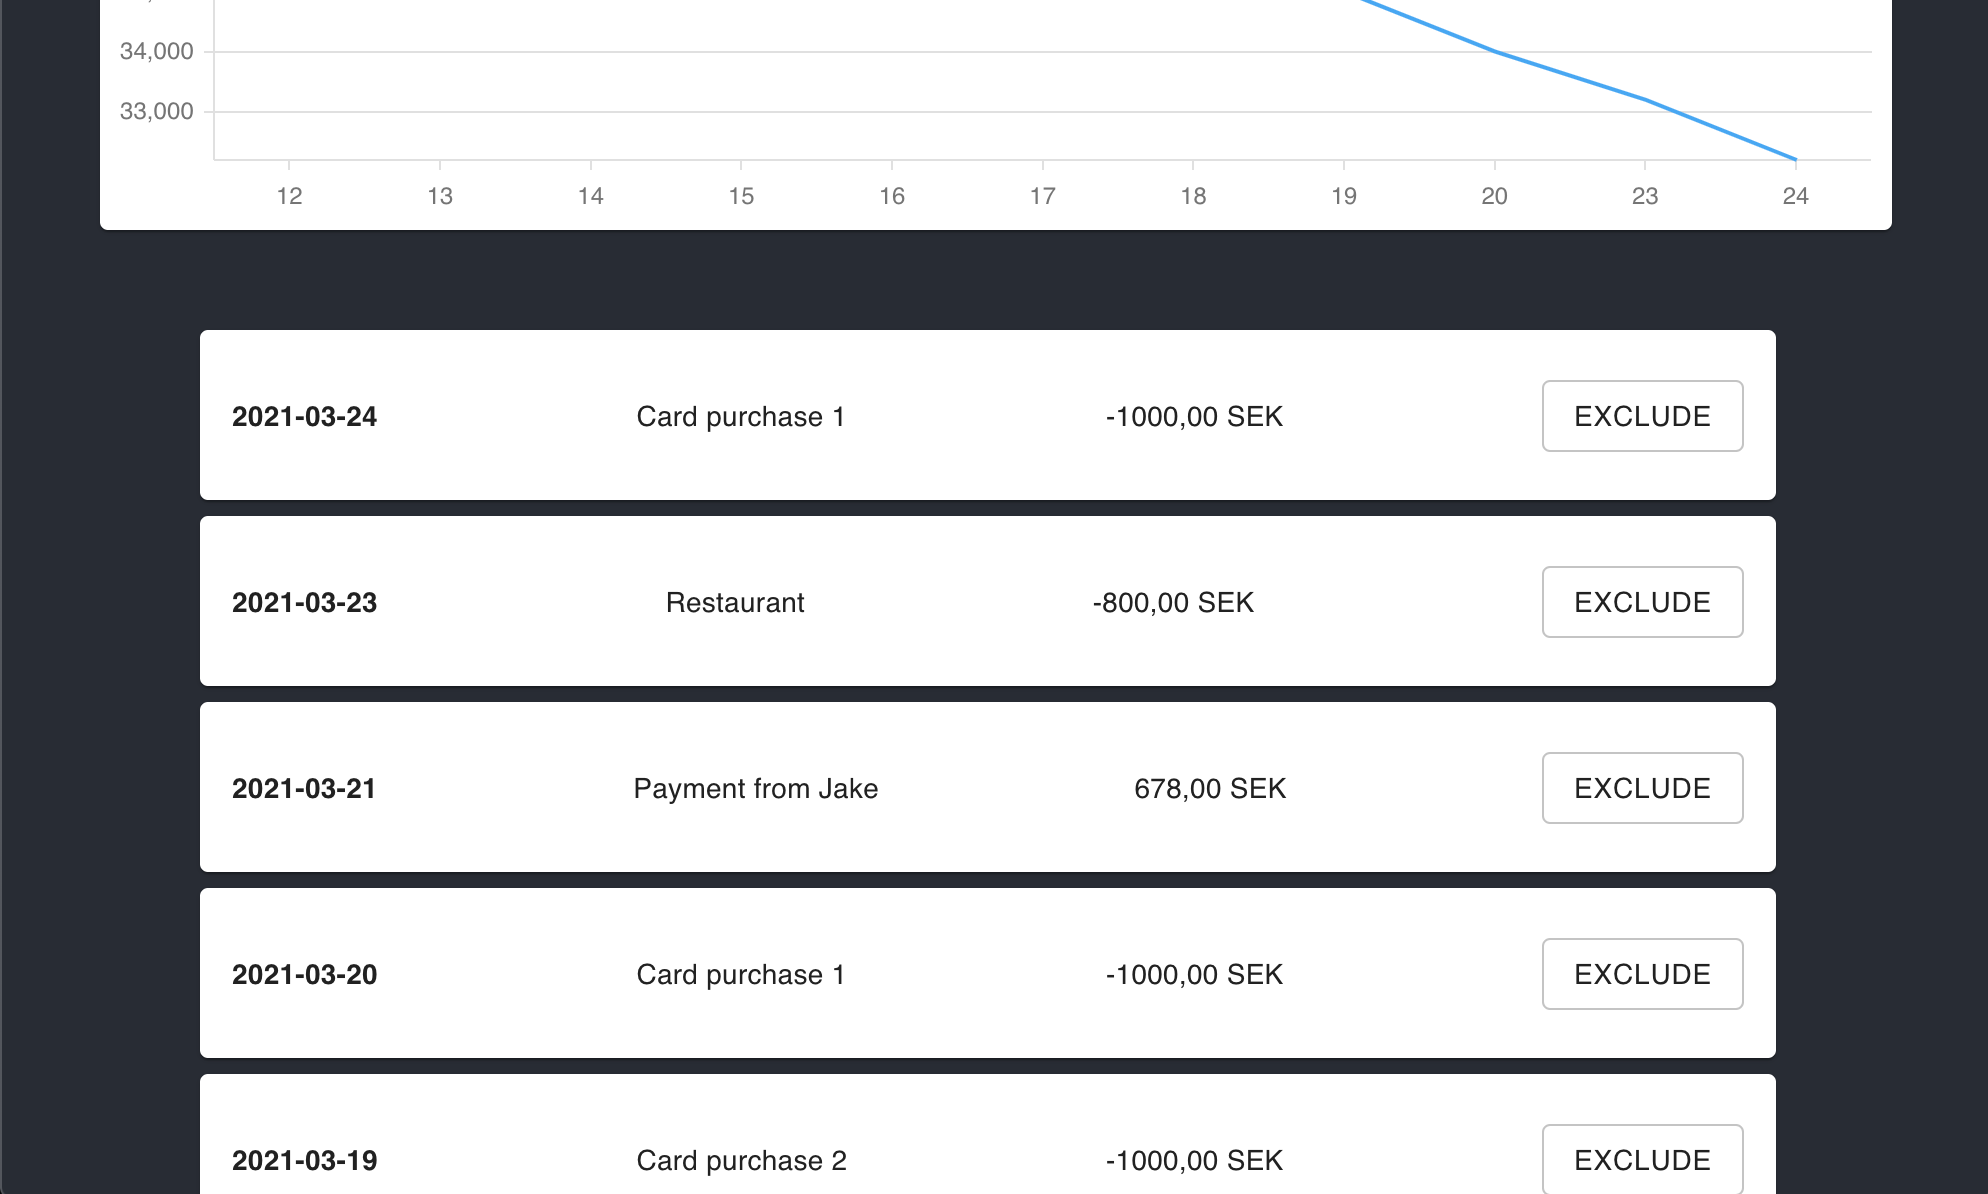 34,000
33,000
12 13 14 15 16 17 18 19 20 23 24
2021-03-24 Card purchase 1 -1000,00 SEK EXCLUDE
2021-03-23 Restaurant -800,00 SEK EXCLUDE
2021-03-21 Payment from Jake 678,00 SEK EXCLUDE
2021-03-20 Card purchase 1 -1000,00 SEK EXCLUDE
2021-03-19 Card purchase 2 -1000,00 SEK EXCLUDE